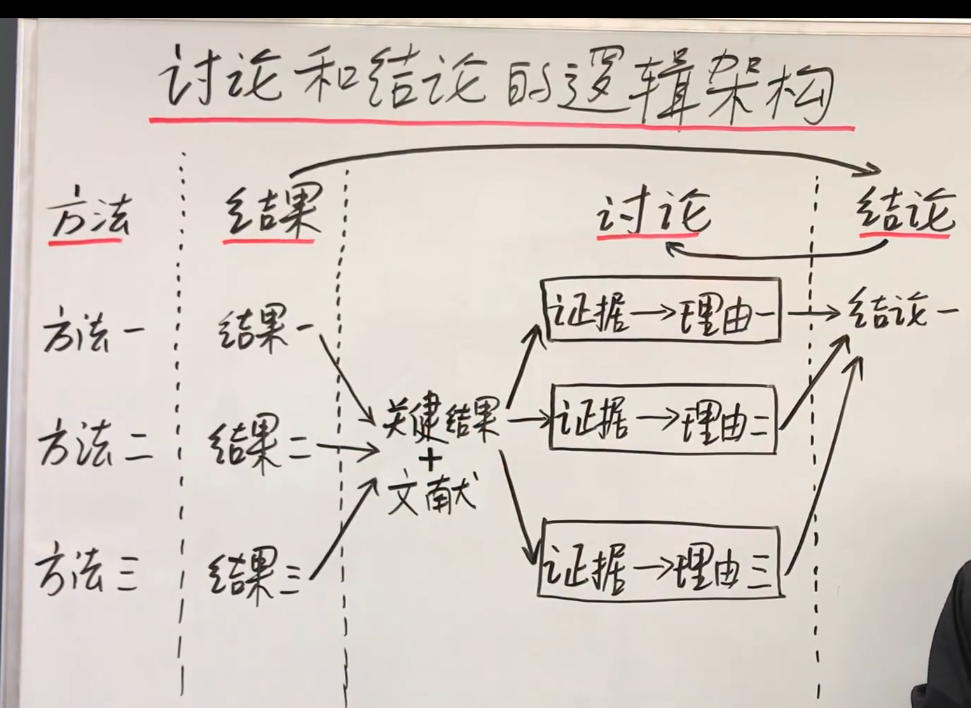 讨论和结论的逻辑架构
方法 结果 讨论 结论
方法一 结果一 证据→理由一 结论一
方法二 结果二 关键结果 证据→理由二
+
文献
方法三 结果三 证据→理由三